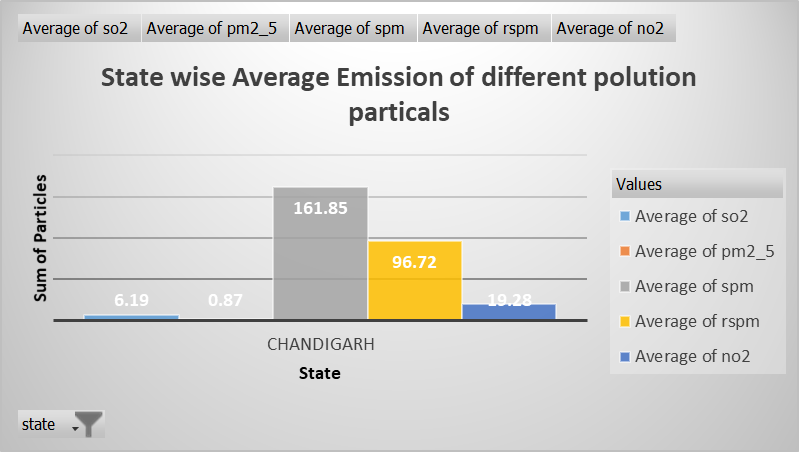 Average of so2 Average of pm2_5 Average of spm Average of rspm Average of no2
State wise Average Emission of different polution
particals
Sum of Particles
161.85
96.72
6.19 0.87 19.28
CHANDIGARH
State
Values
Average of so2
Average of pm2_5
Average of spm
Average of rspm
Average of no2
state